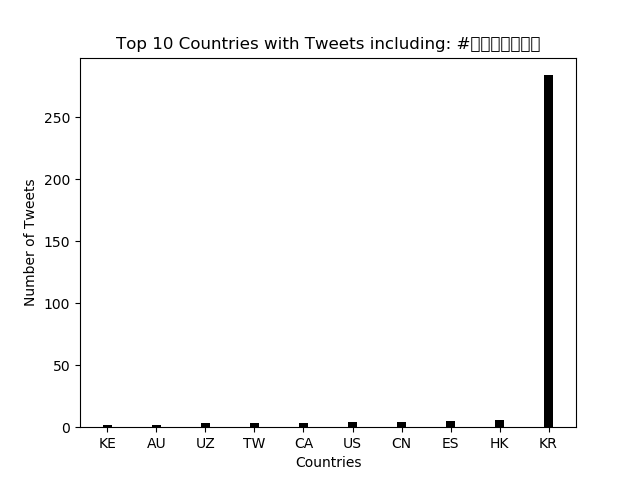 Top 10 Countries with Tweets including: #
Number of Tweets
250
200
150
100
50
0
KE AU UZ TW CA US CN ES HK KR
Countries